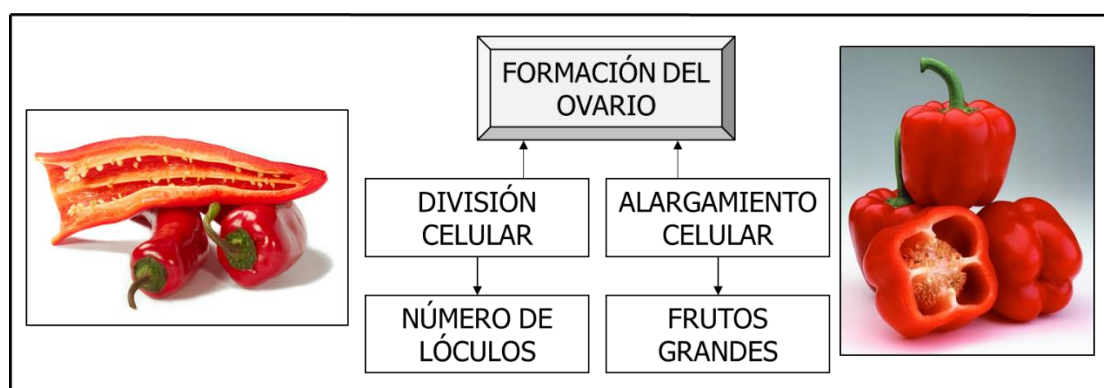 FORMACIÓN DEL
OVARIO
DIVISIÓN
CELULAR
ALARGAMIENTO
CELULAR
NÚMERO DE
LÓCULOS
FRUTOS
GRANDES